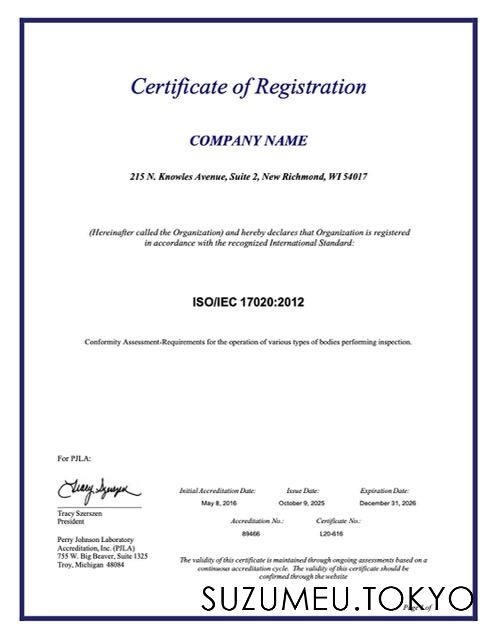 Certificate of Registration
COMPANY NAME
215 N. Knowles Avenue, Suite 2, New Richmond, WI 54017
(Hereinafter called the Organization) and hereby declares that Organization is registered
in accordance with the recognized International Standard:
ISO/IEC 17020:2012
Conformity Assessment-Requirements for the operation of various types of bodies performing inspection.
For PJLA:
Tracy Szerszen
Tracy Szerszen
President
Perry Johnson Laboratory
Accreditation, Inc. (PJLA)
755 W. Big Beaver, Suite 1325
Troy, Michigan 48084
Initial Accreditation Date: Issue Date: Expiration Date:
May 8, 2016 October 9, 2025 December 31, 2026
Accreditation No.: Certificate No.:
89466 L20-616
The validity of this certificate is maintained through ongoing assessments based on a
continuous accreditation cycle. The validity of this certificate should be
confirmed through the website
SUZUMEU.TOKYO